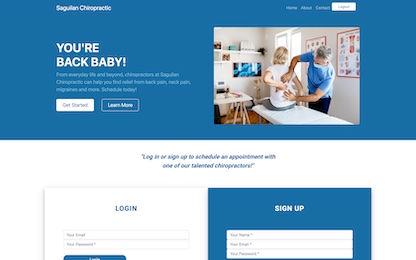 Saguilan Chiropractic
Home About Contact Logout
YOU'RE
BACK BABY!
From everyday life and beyond, chiropractors at Saguilan
Chiropractic can help you find relief from back pain, neck pain,
migraines and more. Schedule today!
Get Started Learn More
"Log in or sign up to schedule an appointment with
one of our talented chiropractors!"
LOGIN
Your Email
Your Password
Login
SIGN UP
Your Name *
Your Email *
Your Password *